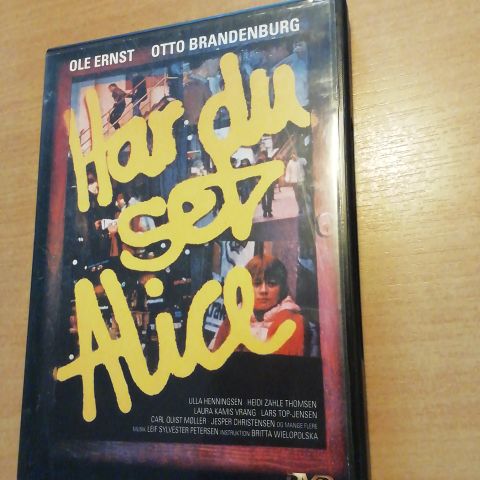 OLE ERNST OTTO BRANDENBURG
Har du
set
Alice
ULLA HENNINGSEN HEIDI ZAHLE THOMSEN
LAURA KAMIS VRANG LARS TOP-JENSEN
CARL QUIST MØLLER JESPER CHRISTENSEN OG MANGE FLERE
MUSIK LEIF SYLVESTER PETERSEN INSTRUKTION BRITTA WIELOPOLSKA